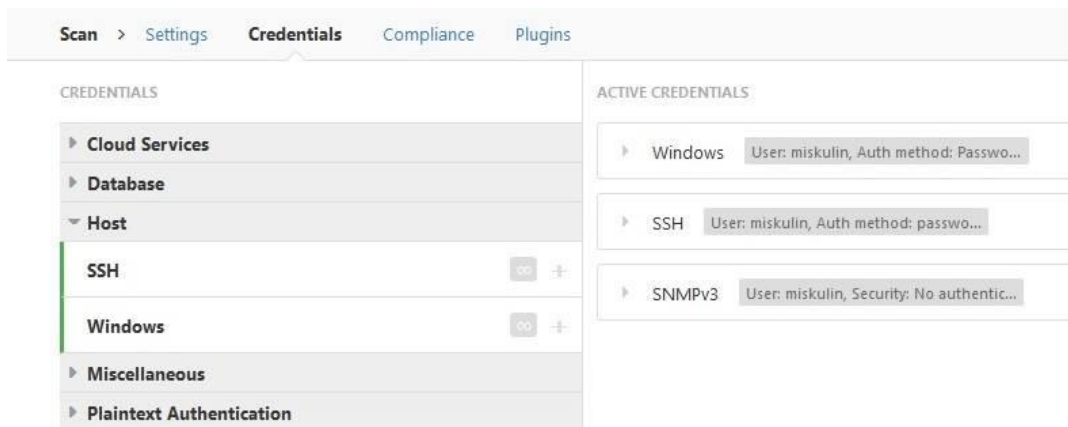 Scan > Settings Credentials Compliance Plugins
CREDENTIALS
Cloud Services
Database
Host
SSH
∞ +
Windows
∞ +
Miscellaneous
Plaintext Authentication
ACTIVE CREDENTIALS
Windows User: miskulin, Auth method: Passwo...
SSH User: miskulin, Auth method: passwo...
SNMPv3 User: miskulin, Security: No authentic...